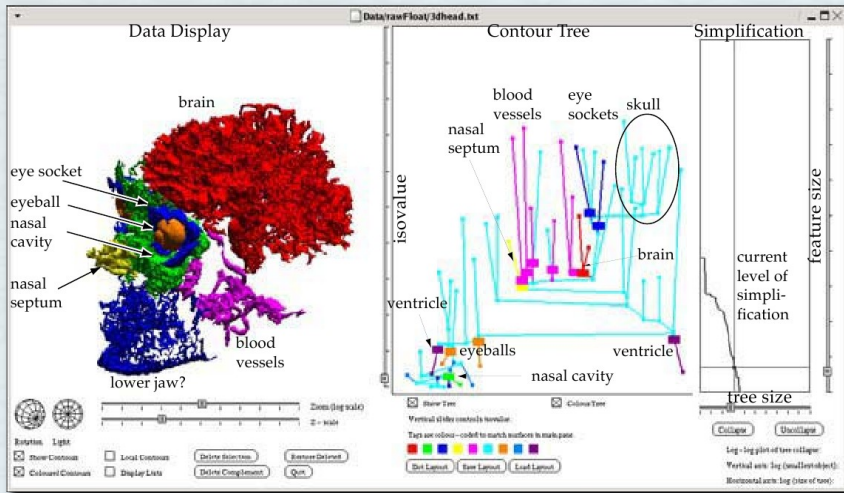 Data/rawFloat/3dhead.txt
Data Display
Contour Tree
Simplification
brain
eye socket
eyeball
nasal
cavity
nasal
septum
blood
vessels
lower jaw?
isovalue
blood
vessels
nasal
septum
eye
sockets
skull
brain
ventricle
eyeballs
nasal cavity
ventricle
feature size
current
level of
simpli-
fication
tree size
Zoom (log scale)
Z - scale
Rotation
Light
Show Contours
Local Contours
Delete Selection
Restore Deleted
Coloured Contours
Display Lists
Delete Complement
Quit
Show Tree
Colour Tree
Vertical slider controls isovalue.
Tags are colour-coded to match surfaces in main pane.
Dot Layout
Save Layout
Load Layout
Collapse
Uncollapse
Log-log plot of tree collapse:
Vertical axis: log (smallest object);
Horizontal axis: log (size of tree);